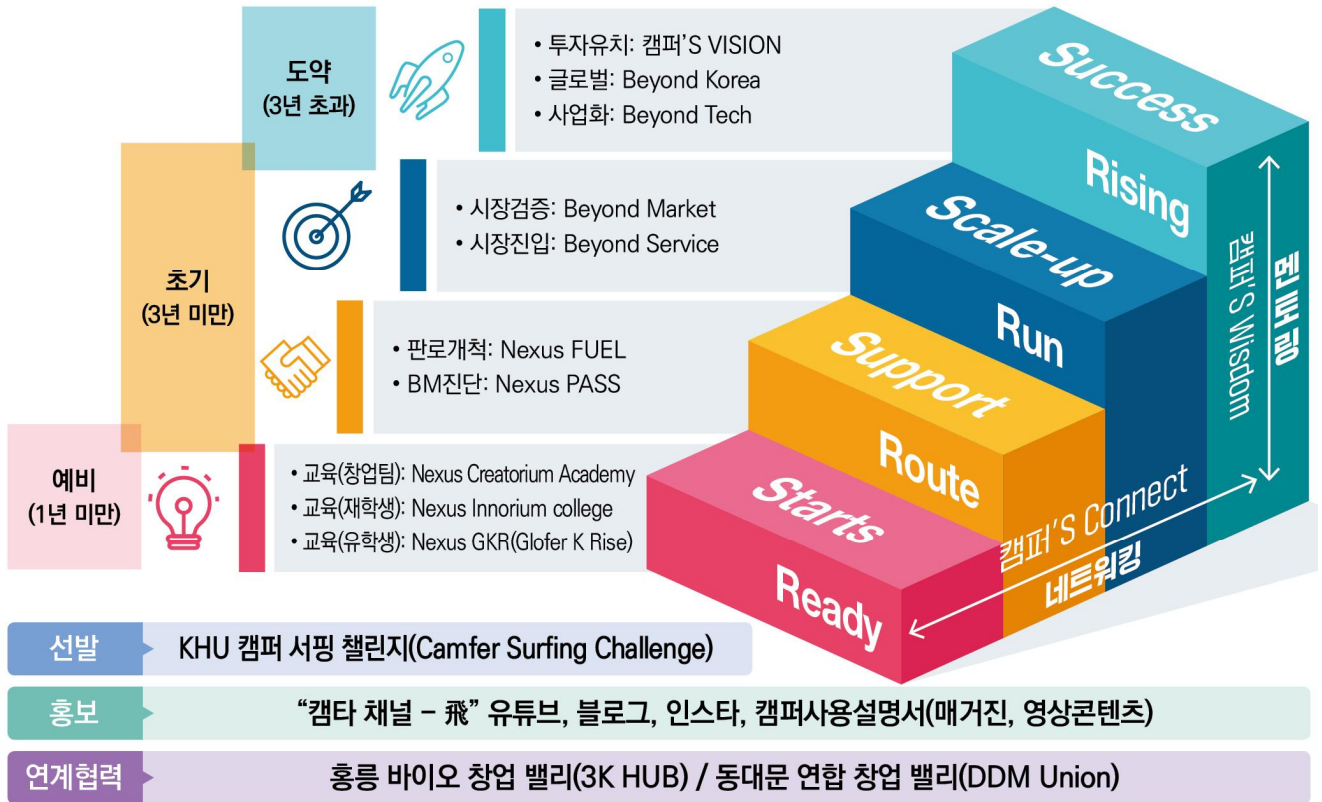 도약
(3년 초과)
• 투자유치: 캠퍼’S VISION
• 글로벌: Beyond Korea
• 사업화: Beyond Tech
초기
(3년 미만)
• 시장검증: Beyond Market
• 시장진입: Beyond Service
• 판로개척: Nexus FUEL
• BM진단: Nexus PASS
예비
(1년 미만)
• 교육(창업팀): Nexus Creatorium Academy
• 교육(재학생): Nexus Innorium college
• 교육(유학생): Nexus GKR(Glofer K Rise)
Success
Rising
Scale-up
Run
Support
Route
Starts
Ready
캠퍼’S Wisdom
멘토링
캠퍼’S Connect
네트워킹
선발
KHU 캠퍼 서핑 챌린지(Camfer Surfing Challenge)
홍보
“캠타 채널 – 飛” 유튜브, 블로그, 인스타, 캠퍼사용설명서(매거진, 영상콘텐츠)
연계협력
홍릉 바이오 창업 밸리(3K HUB) / 동대문 연합 창업 밸리(DDM Union)